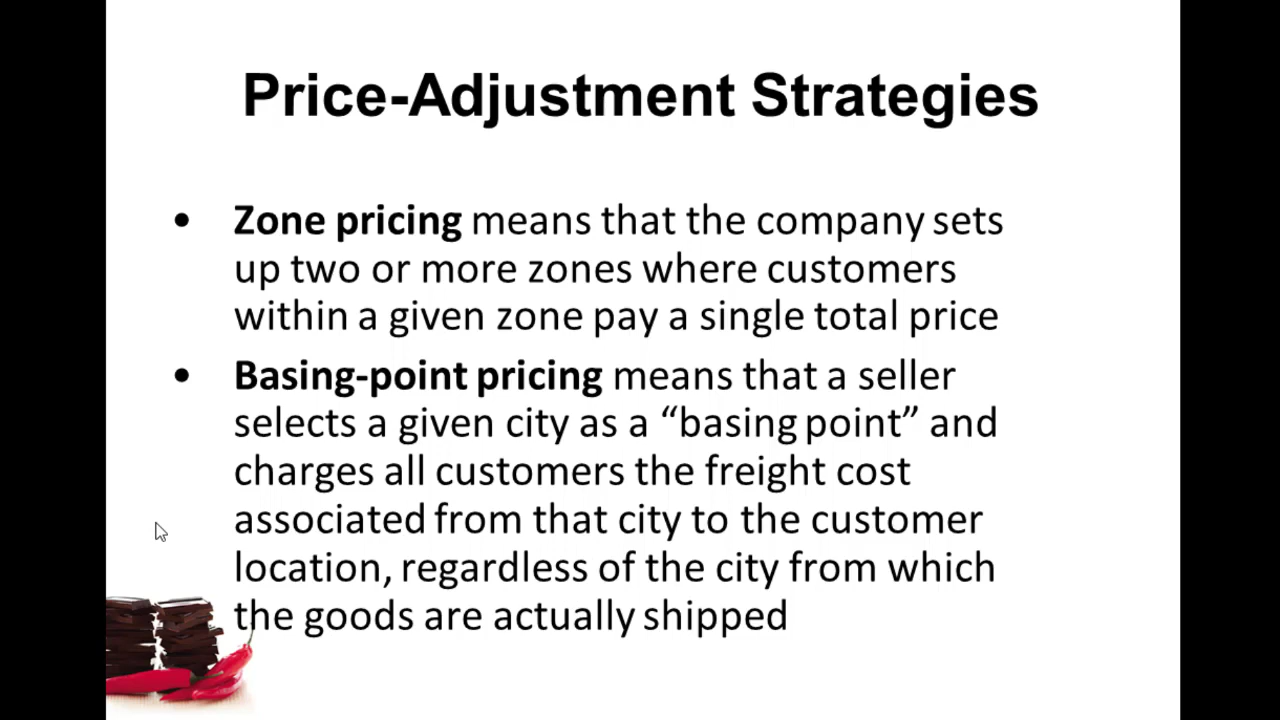 Price-Adjustment Strategies
• Zone pricing means that the company sets
up two or more zones where customers
within a given zone pay a single total price
• Basing-point pricing means that a seller
selects a given city as a “basing point” and
charges all customers the freight cost
associated from that city to the customer
location, regardless of the city from which
the goods are actually shipped